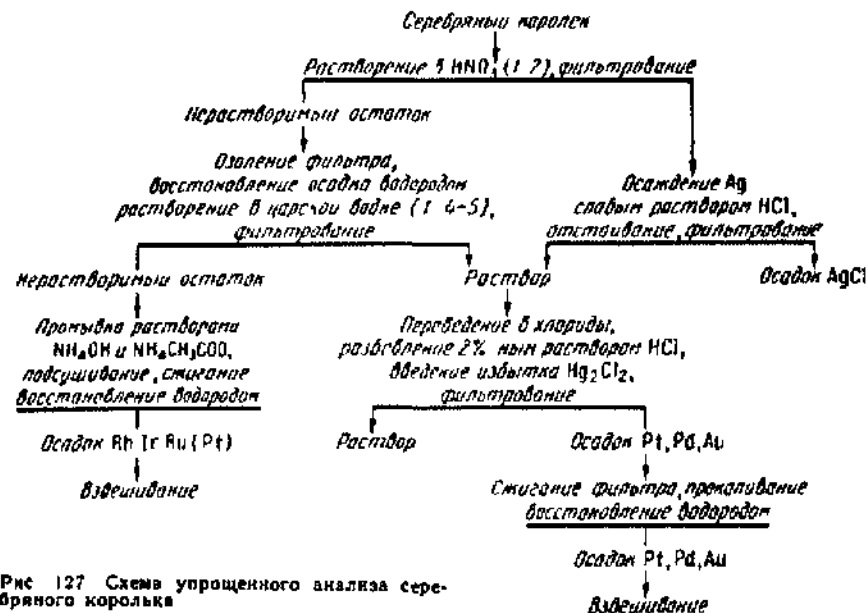 Серебряный королек
Растворение в HNO3 (1 2), фильтрование
Нерастворимый остаток
Озоление фильтра,
восстановление осадка водородом
растворение в царской водке (1 4-5),
фильтрование
Осаждение Ag
слабым раствором HCl,
отстаивание, фильтрование
Нерастворимый остаток
Раствор
Осадок AgCl
Промывка растворами
NH4OH и NH4CH3COO,
подсушивание, сжигание
восстановление водородом
Переведение в хлориды,
разбавление 2% ным раствором HCl,
введение избытка Hg2Cl2,
фильтрование
Осадок Rh Ir Ru (Pt)
Раствор
Осадок Pt, Pd, Au
Взвешивание
Сжигание фильтра, прокаливание
восстановление водородом
Осадок Pt, Pd, Au
Взвешивание
Рис 127 Схема упрощенного анализа сере-
бряного королька